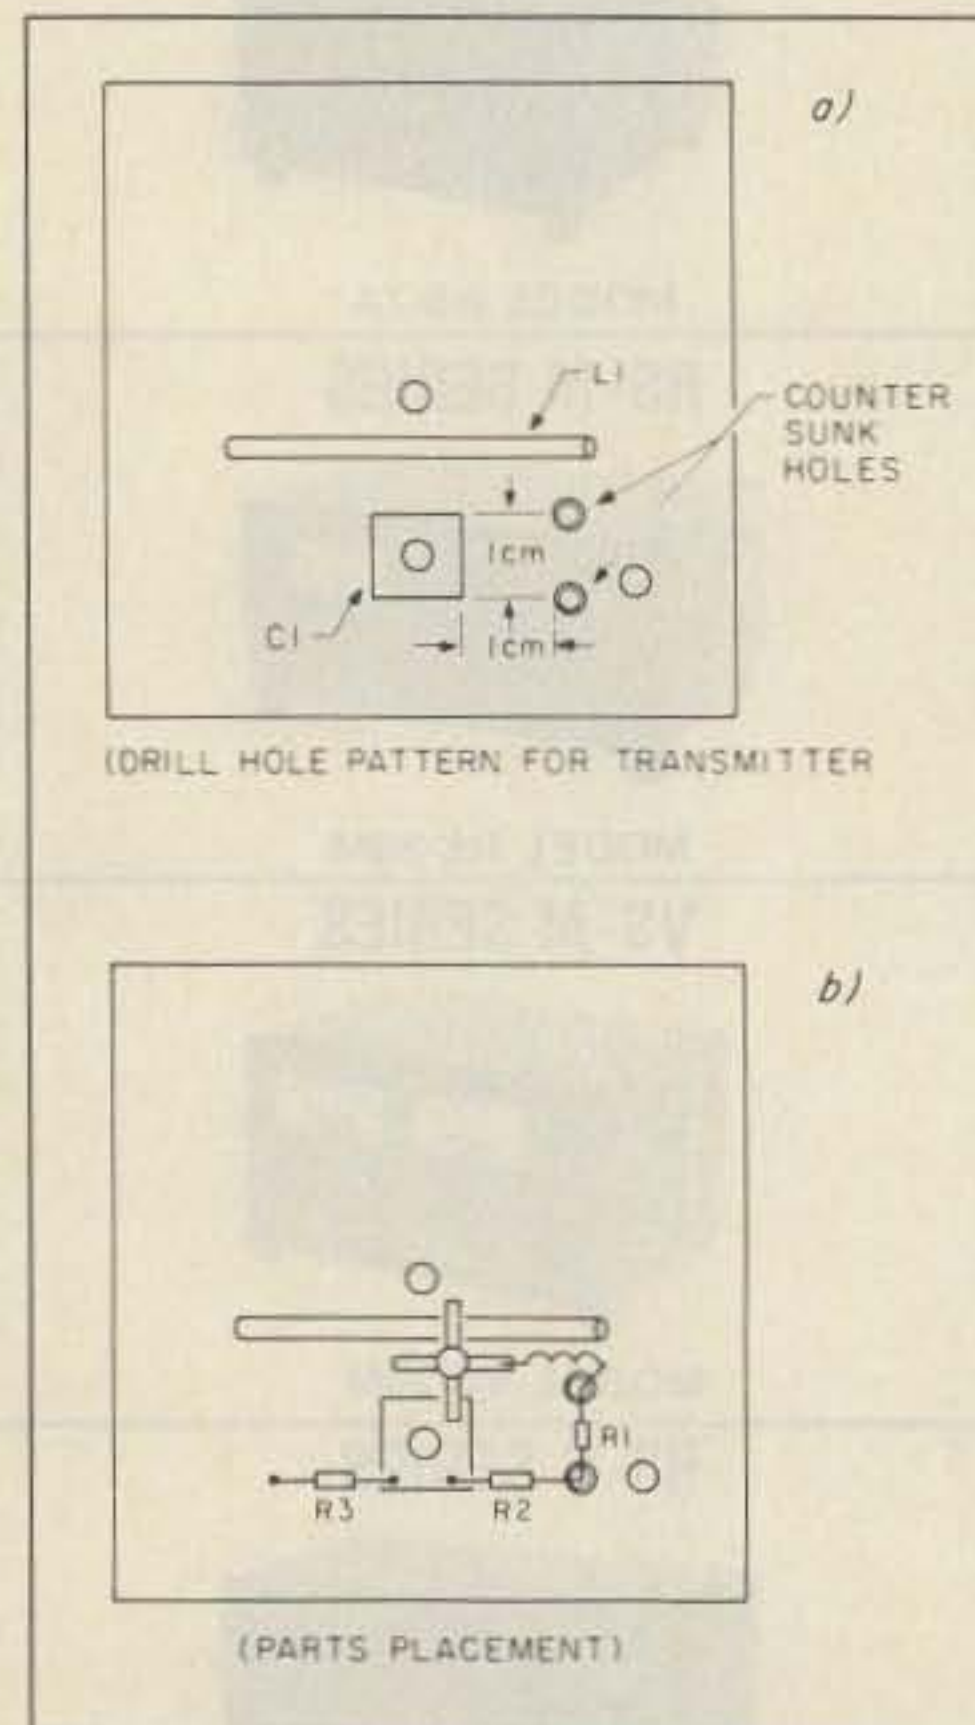 a)
L1
COUNTER
SUNK
HOLES
1cm
C1
1cm
(DRILL HOLE PATTERN FOR TRANSMITTER
b)
R1
R3
R2
(PARTS PLACEMENT)